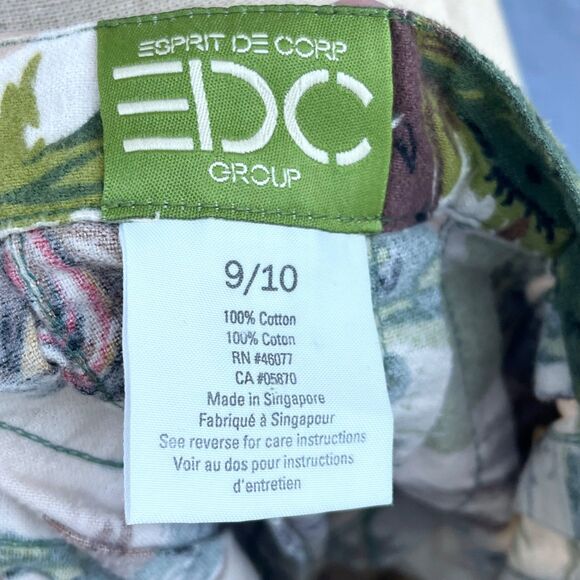 ESPRIT DE CORP
EDC
GROUP
9/10
100% Cotton
100% Coton
RN #46077
CA #05870
Made in Singapore
Fabriqué à Singapour
See reverse for care instructions
Voir au dos pour instructions
d'entretien